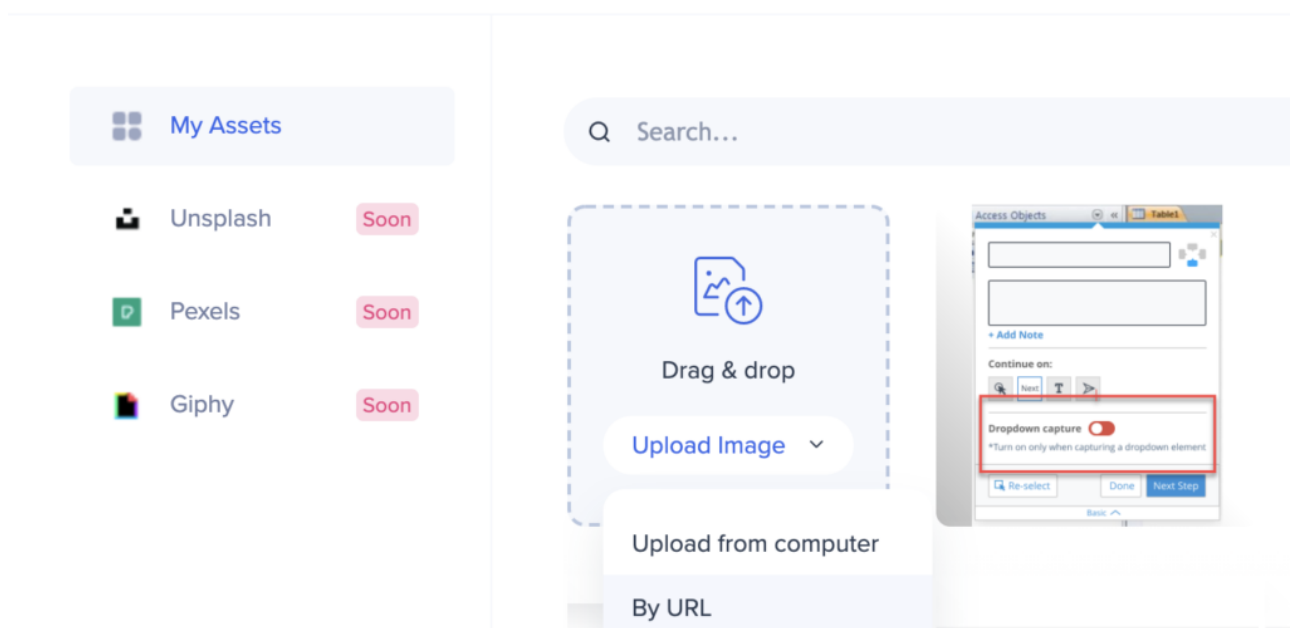 My Assets
Unsplash Soon
Pexels Soon
Giphy Soon
Search...
Drag & drop
Upload Image
Upload from computer
By URL
Access Objects
Table1
+ Add Note
Continue on:
Next T
Dropdown capture
*Turn on only when capturing a dropdown element
Re-select Done Next Step
Basic